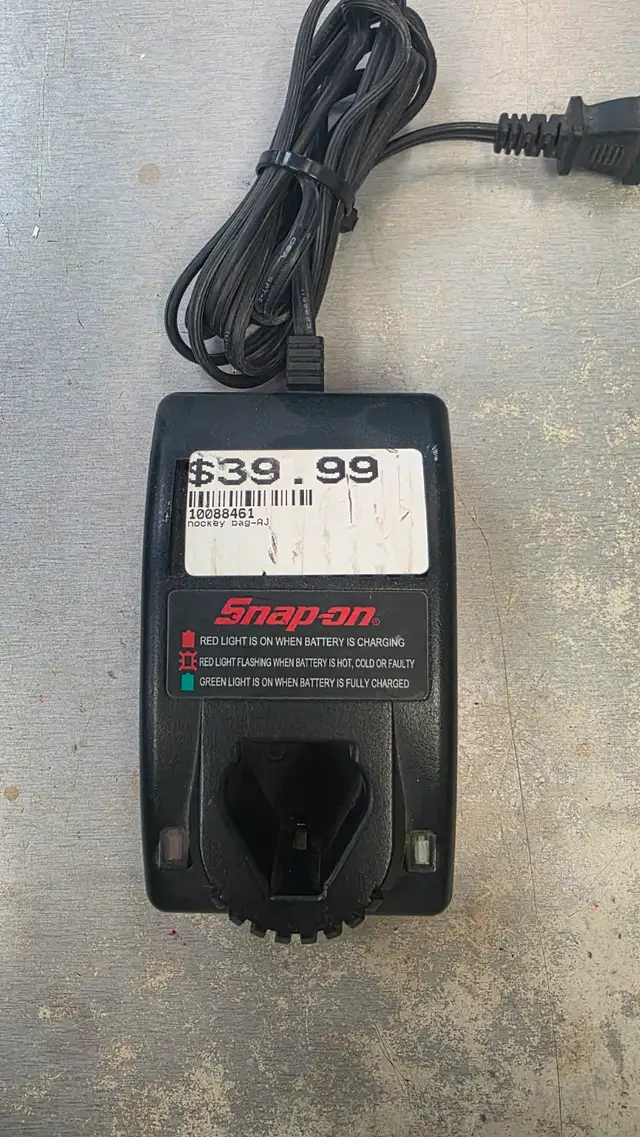 $39.99
10088461
hockey bag-AJ
Snap-on®
RED LIGHT IS ON WHEN BATTERY IS CHARGING
RED LIGHT FLASHING WHEN BATTERY IS HOT, COLD OR FAULTY
GREEN LIGHT IS ON WHEN BATTERY IS FULLY CHARGED